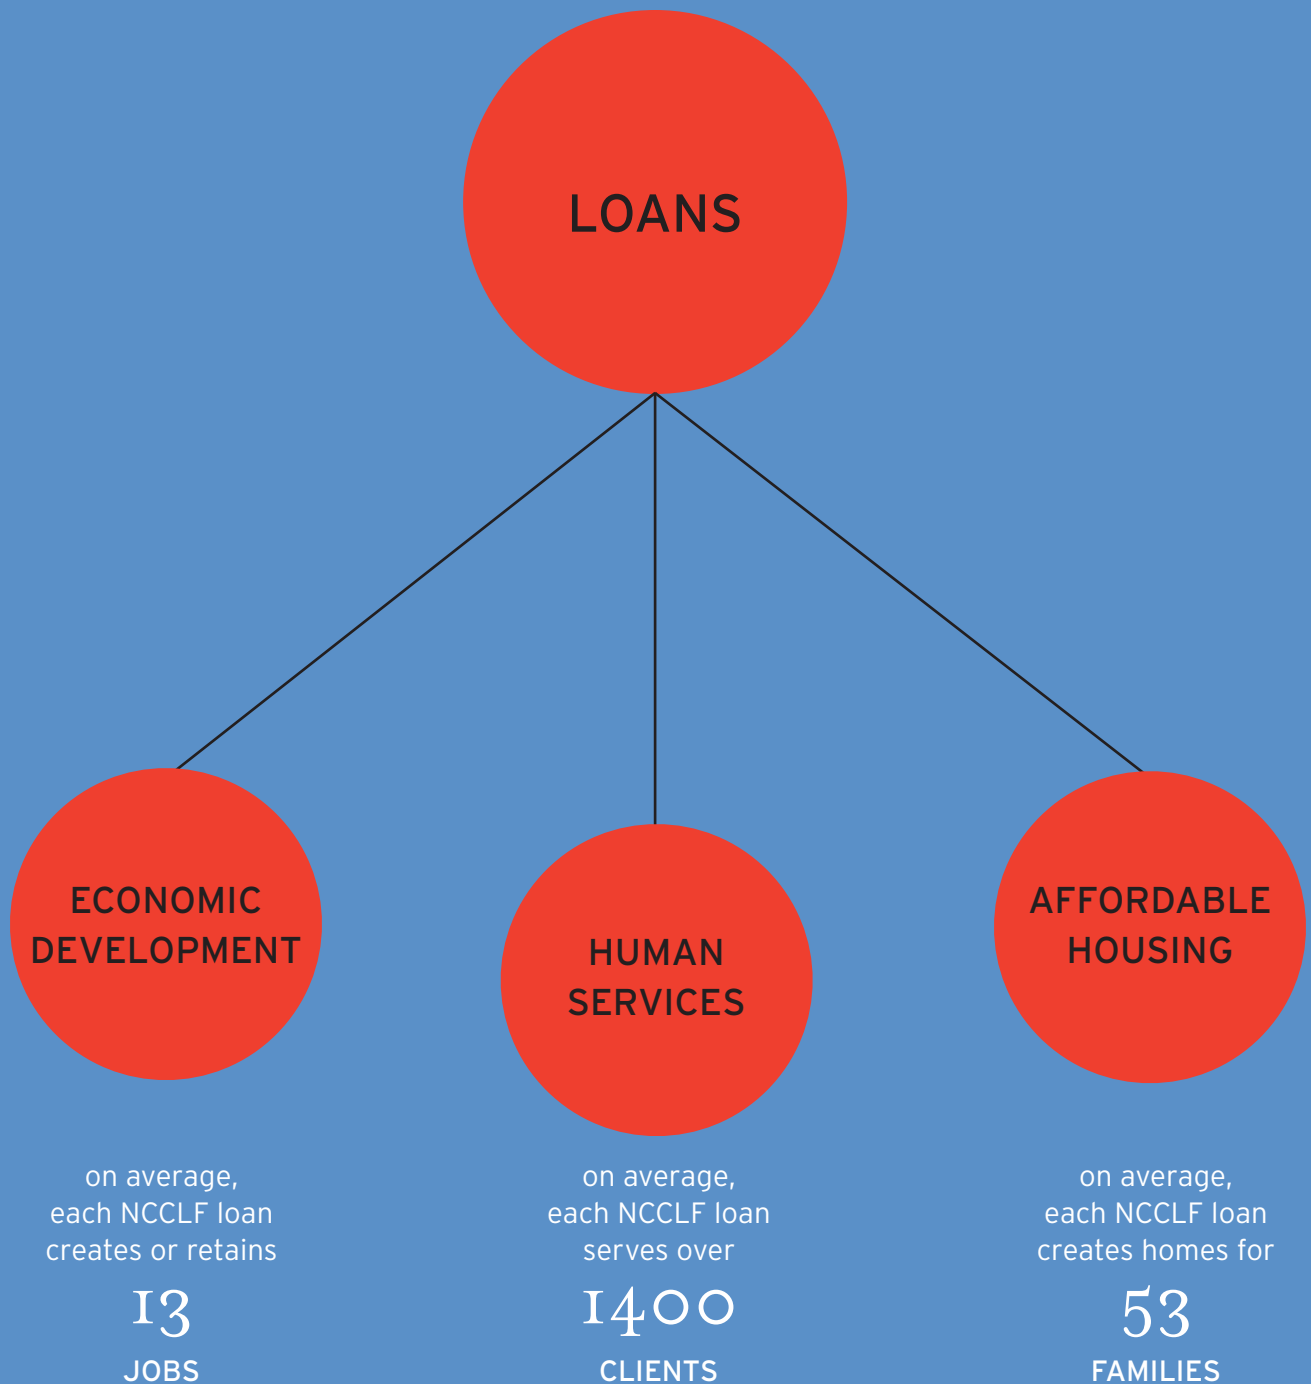 LOANS
ECONOMIC
DEVELOPMENT
HUMAN
SERVICES
AFFORDABLE
HOUSING
on average,
each NCCLF loan
creates or retains
13
JOBS
on average,
each NCCLF loan
serves over
1400
CLIENTS
on average,
each NCCLF loan
creates homes for
53
FAMILIES